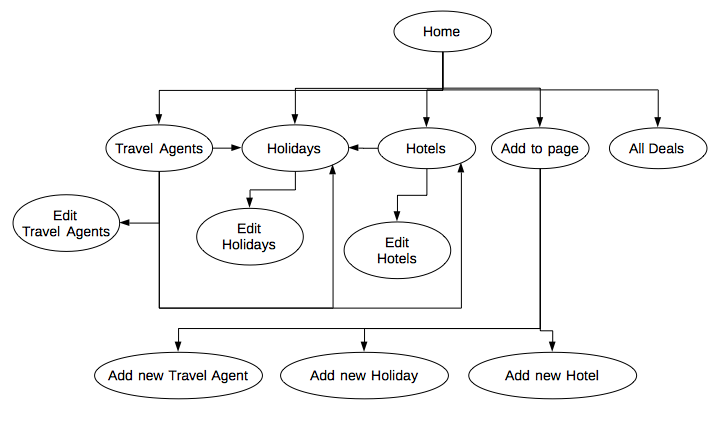 Home
Travel Agents
Holidays
Hotels
Add to page
All Deals
Edit
Travel Agents
Edit
Holidays
Edit
Hotels
Add new Travel Agent
Add new Holiday
Add new Hotel